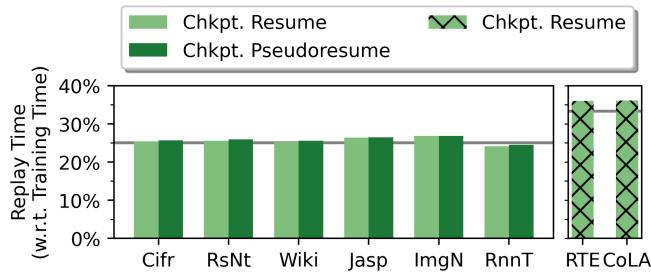 Chkpt. Resume
Chkpt. Pseudoresume
Chkpt. Resume
Replay Time
(w.r.t. Training Time)
40%
30%
20%
10%
0%
Cifr RsNt Wiki Jasp ImgN RnnT RTE CoLA